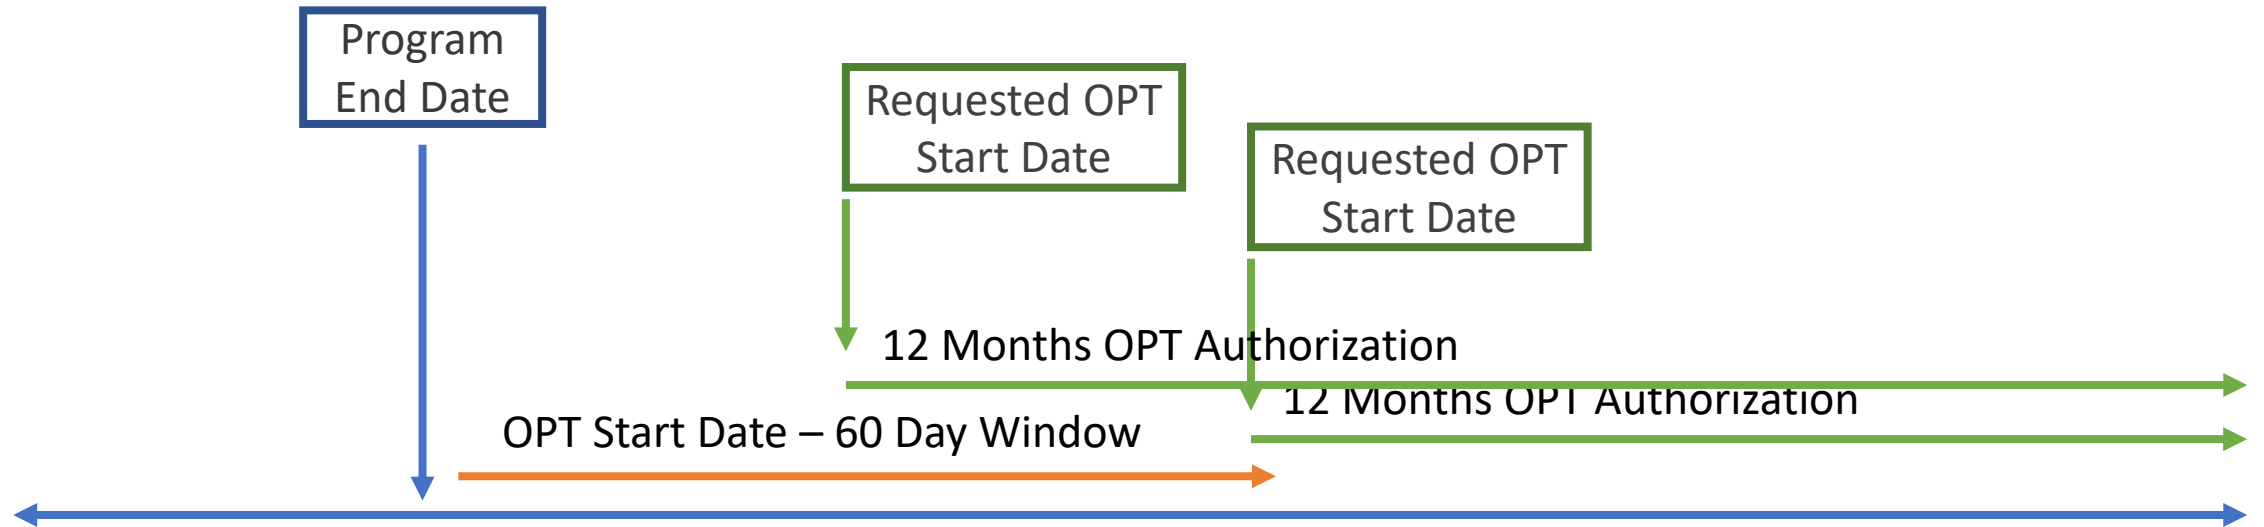 Program
End Date
Requested OPT
Start Date
Requested OPT
Start Date
12 Months OPT Authorization
12 Months OPT Authorization
OPT Start Date – 60 Day Window